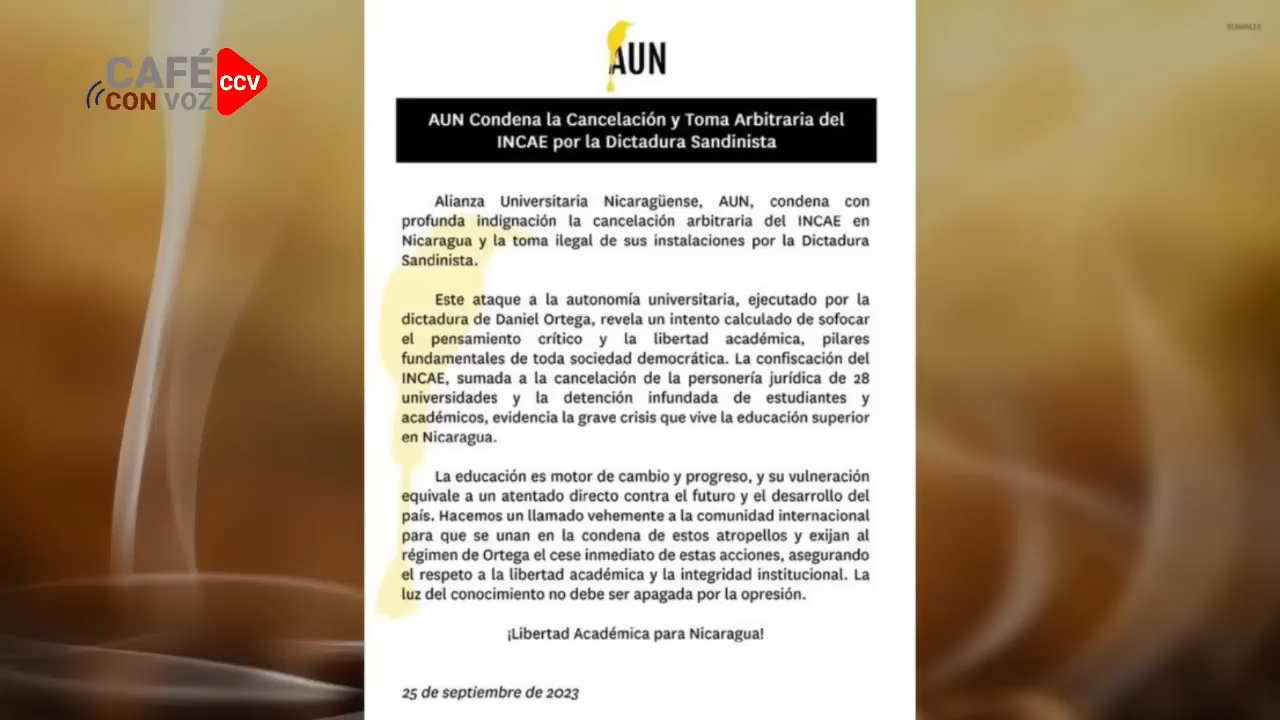 CAFÉ
CON VOZ
CCV
AUN
AUN Condena la Cancelación y Toma Arbitraria del
INCAE por la Dictadura Sandinista
Alianza Universitaria Nicaragüense, AUN, condena con
profunda indignación la cancelación arbitraria del INCAE en
Nicaragua y la toma ilegal de sus instalaciones por la Dictadura
Sandinista.
Este ataque a la autonomía universitaria, ejecutado por la
dictadura de Daniel Ortega, revela un intento calculado de sofocar
el pensamiento crítico y la libertad académica, pilares
fundamentales de toda sociedad democrática. La confiscación del
INCAE, sumada a la cancelación de la personería jurídica de 28
universidades y la detención infundada de estudiantes y
académicos, evidencia la grave crisis que vive la educación superior
en Nicaragua.
La educación es motor de cambio y progreso, y su vulneración
equivale a un atentado directo contra el futuro y el desarrollo del
país. Hacemos un llamado vehemente a la comunidad internacional
para que se unan en la condena de estos atropellos y exijan al
régimen de Ortega el cese inmediato de estas acciones, asegurando
el respeto a la libertad académica y la integridad institucional. La
luz del conocimiento no debe ser apagada por la opresión.
¡Libertad Académica para Nicaragua!
25 de septiembre de 2023